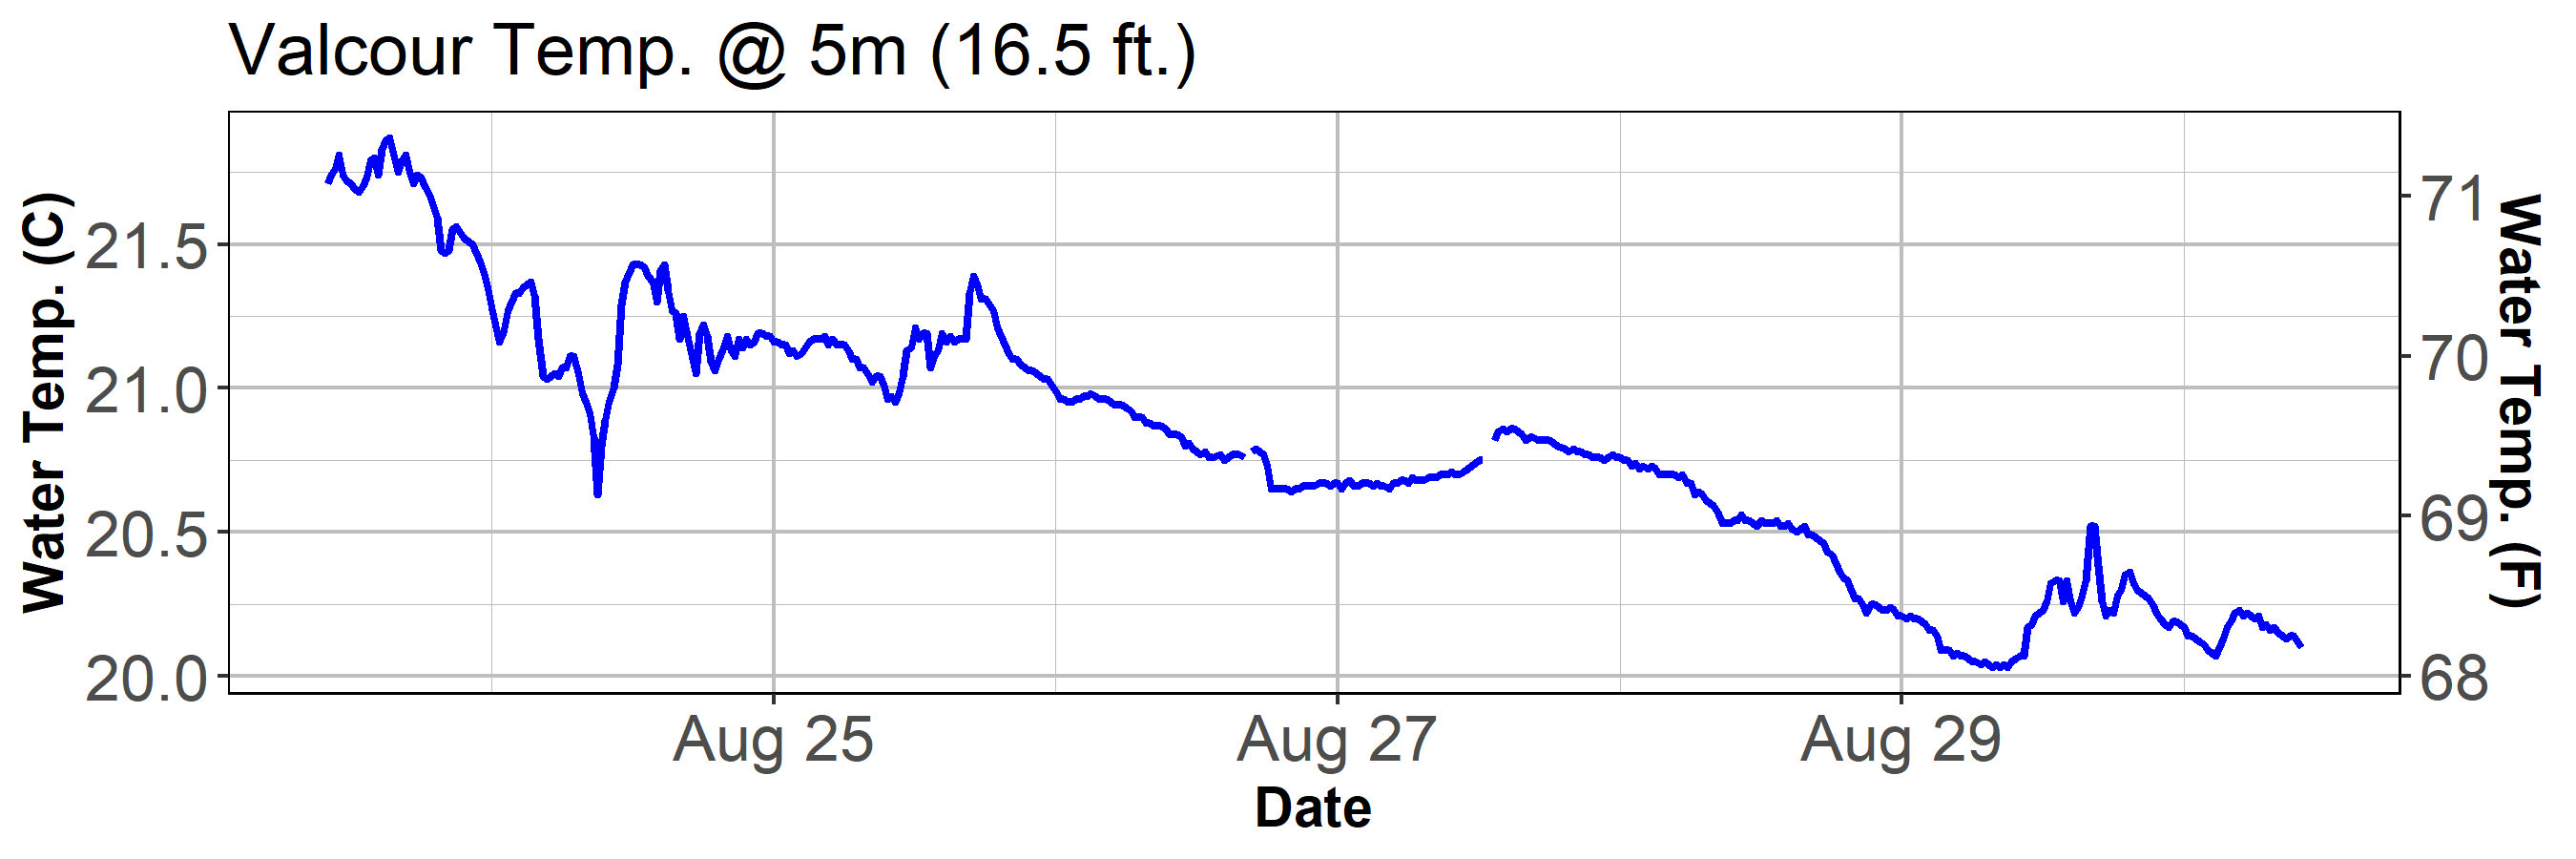 Valcour Temp. @ 5m (16.5 ft.)
Water Temp. (C)
21.5
21.0
20.5
20.0
71
70
69
68
Water Temp. (F)
Aug 25 Aug 27 Aug 29
Date